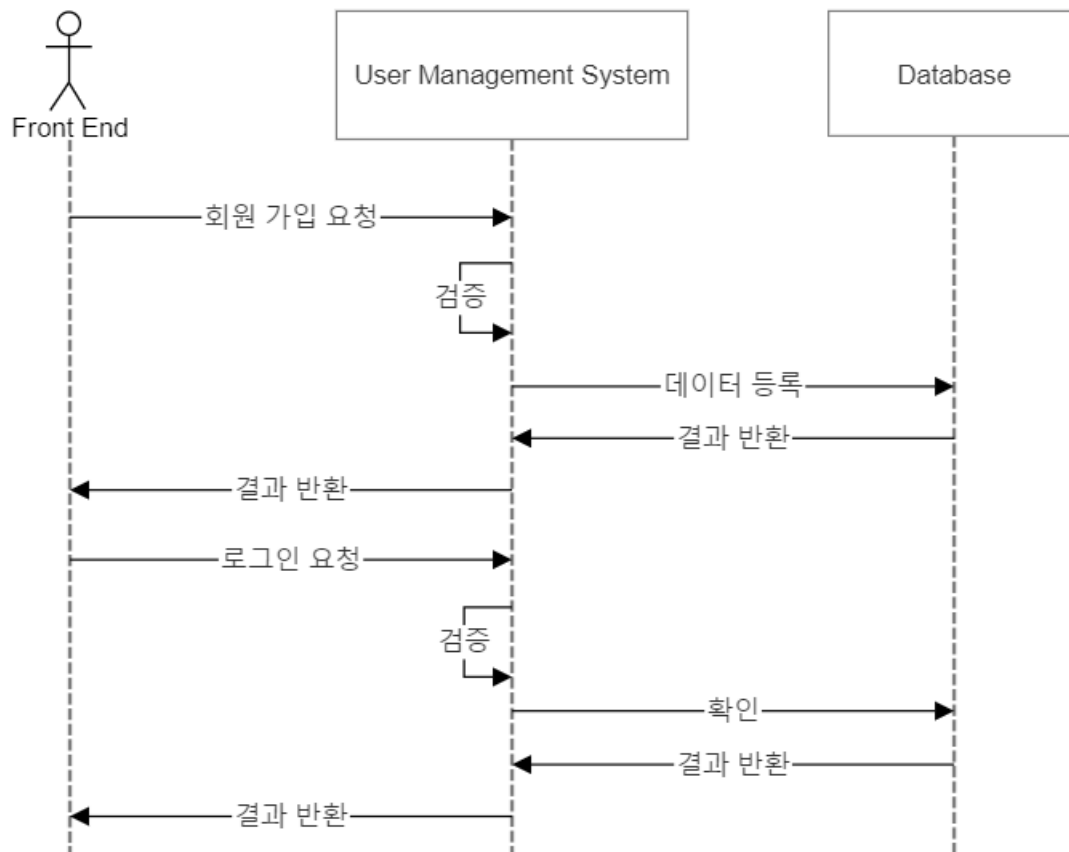 Front End
User Management System
Database
회원 가입 요청
검증
데이터 등록
결과 반환
결과 반환
로그인 요청
검증
확인
결과 반환
결과 반환